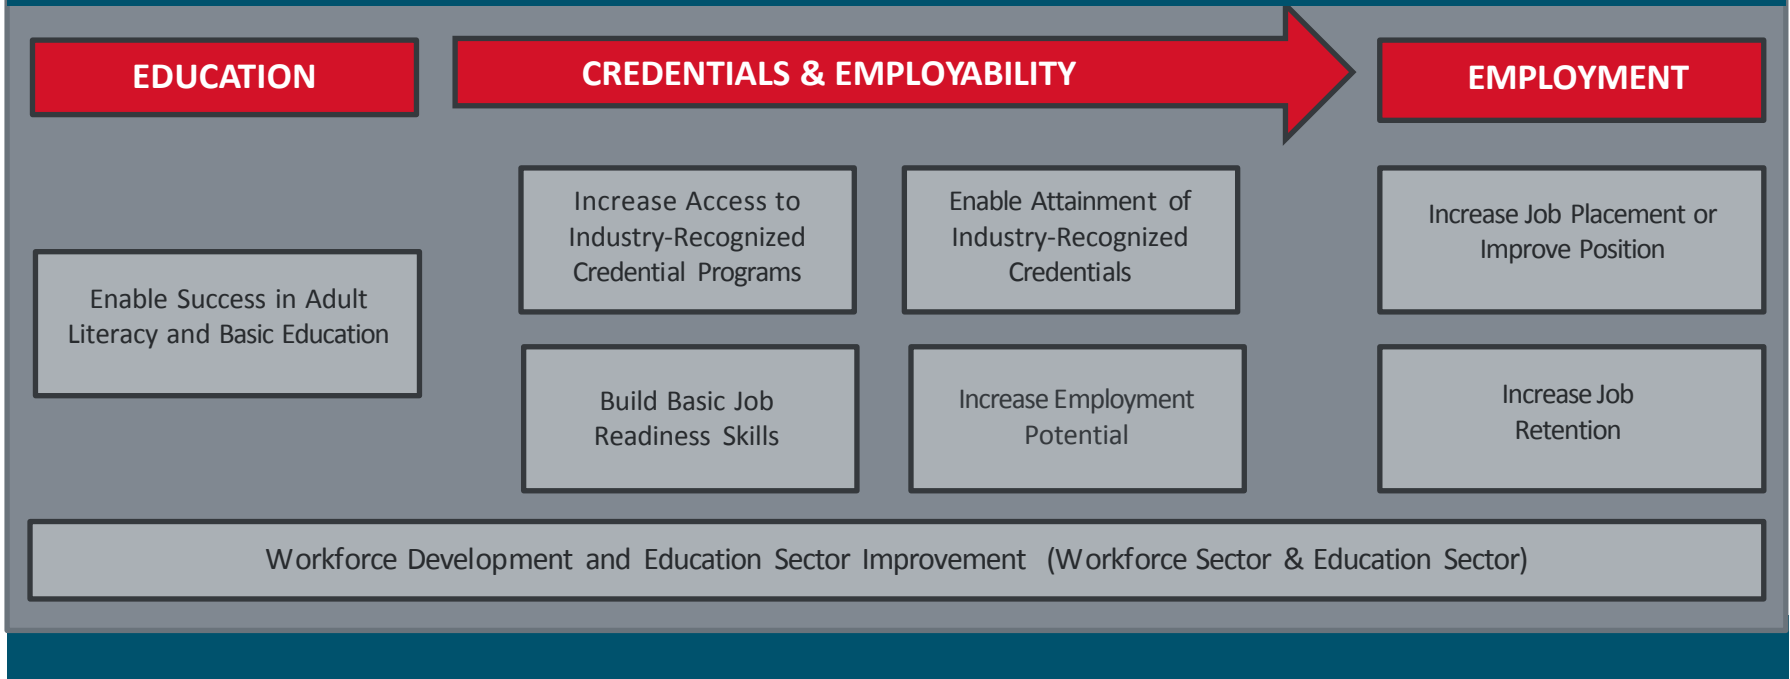 EDUCATION
CREDENTIALS & EMPLOYABILITY
EMPLOYMENT
Enable Success in Adult
Literacy and Basic Education
Increase Access to
Industry-Recognized
Credential Programs
Enable Attainment of
Industry-Recognized
Credentials
Build Basic Job
Readiness Skills
Increase Employment
Potential
Increase Job Placement or
Improve Position
Increase Job
Retention
Workforce Development and Education Sector Improvement (Workforce Sector & Education Sector)